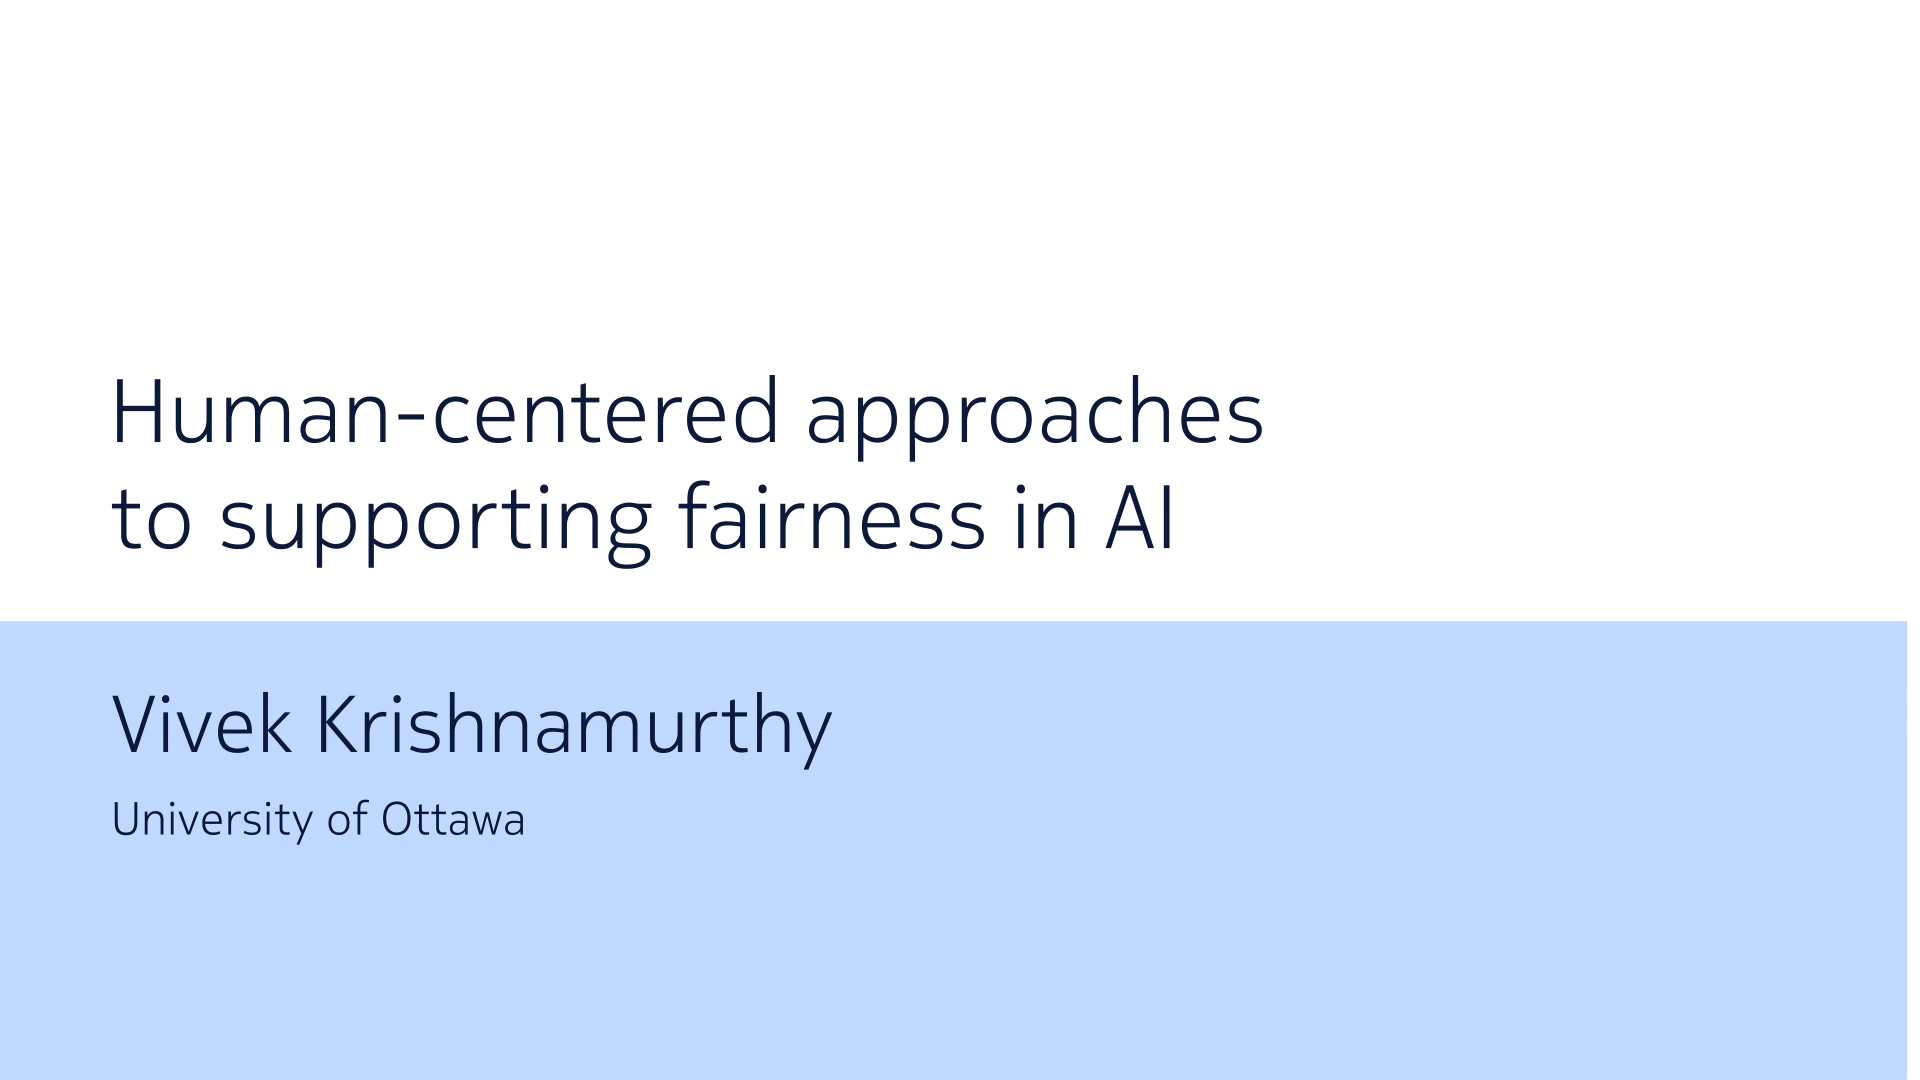 Human-centered approaches
to supporting fairness in AI
Vivek Krishnamurthy
University of Ottawa